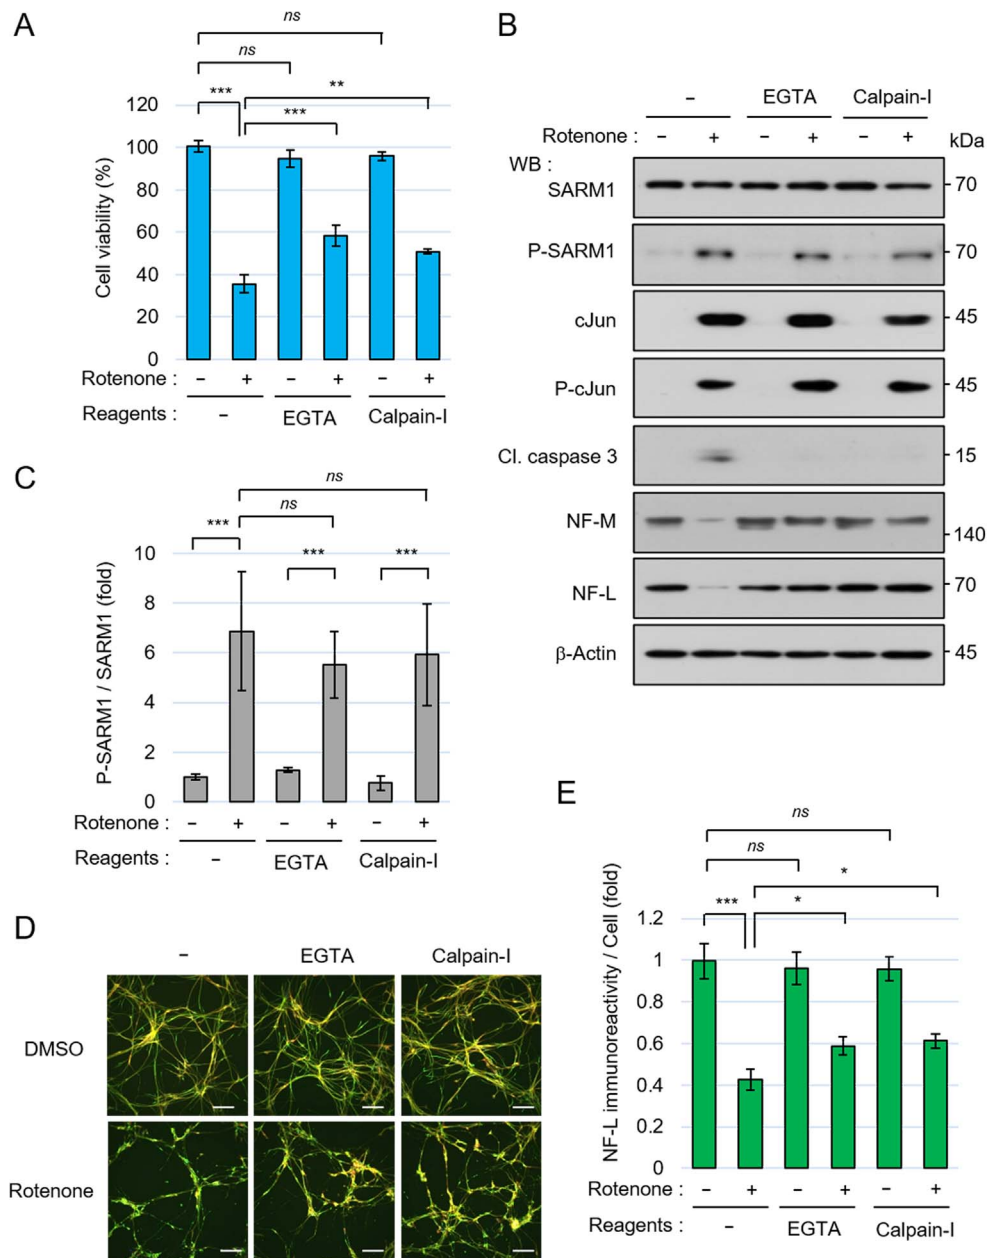 A
ns
ns
***
**
***
120
100
80
60
40
20
0
Cell viability (%)
Rotenone : − + − + − +
Reagents : − EGTA Calpain-I
B
− EGTA Calpain-I
Rotenone : − + − + − + kDa
WB :
SARM1 70
P-SARM1 70
cJun 45
P-cJun 45
Cl. caspase 3 15
NF-M 140
NF-L 70
β-Actin 45
C
ns
ns
***
*** ***
10
8
6
4
2
0
P-SARM1 / SARM1 (fold)
Rotenone : − + − + − +
Reagents : − EGTA Calpain-I
D
− EGTA Calpain-I
DMSO
Rotenone
E
ns
ns
*
*** *
1.2
1
0.8
0.6
0.4
0.2
0
NF-L immunoreactivity / Cell (fold)
Rotenone : − + − + − +
Reagents : − EGTA Calpain-I